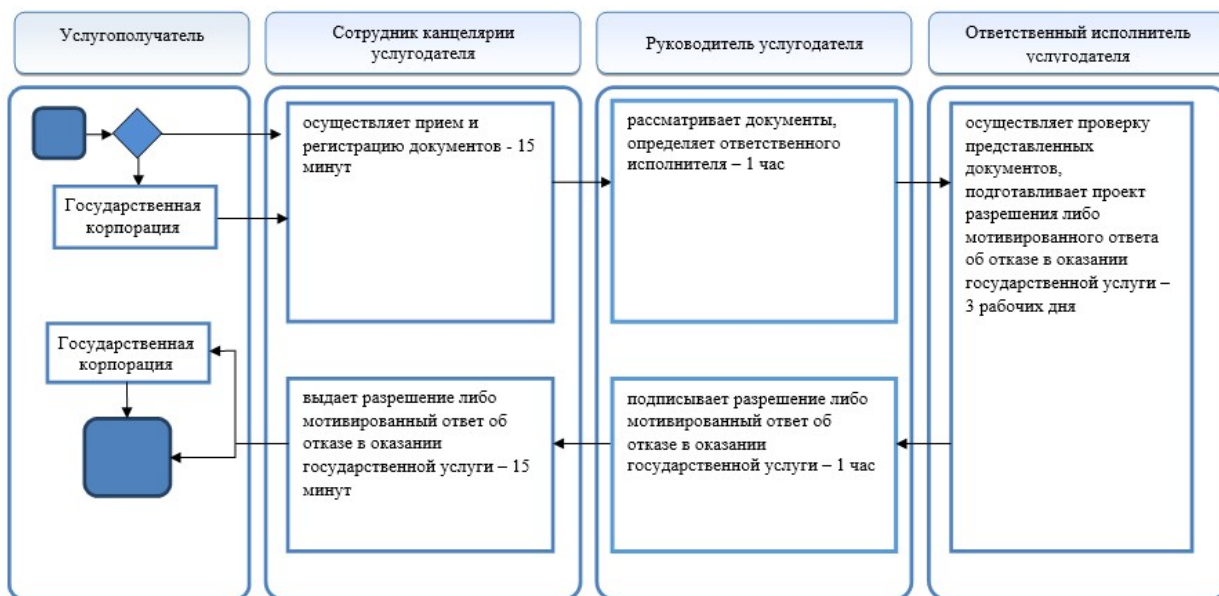 Услугополучатель
Сотрудник канцелярии
услугодателя
Руководитель услугодателя
Ответственный исполнитель
услугодателя
осуществляет прием и
регистрацию документов - 15
минут
рассматривает документы,
определяет ответственного
исполнителя – 1 час
осуществляет проверку
представленных
документов,
подготавливает проект
разрешения либо
мотивированного ответа
об отказе в оказании
государственной услуги –
3 рабочих дня
Государственная
корпорация
Государственная
корпорация
выдает разрешение либо
мотивированный ответ об
отказе в оказании
государственной услуги – 15
минут
подписывает разрешение либо
мотивированный ответ об
отказе в оказании
государственной услуги – 1 час